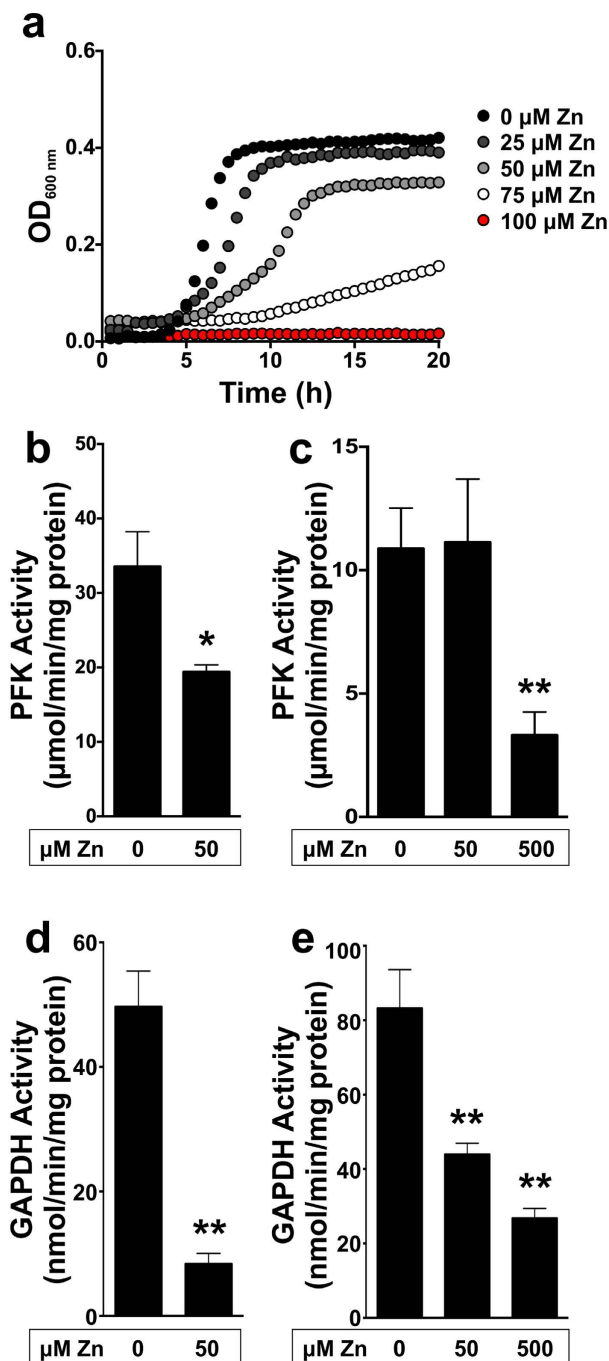 a
0.6
0.4
0.2
0.0
OD600 nm
0 5 10 15 20
Time (h)
0 µM Zn
25 µM Zn
50 µM Zn
75 µM Zn
100 µM Zn
b
50
40
30
20
10
0
PFK Activity
(µmol/min/mg protein)
*
µM Zn 0 50
c
15
10
5
0
PFK Activity
(µmol/min/mg protein)
**
µM Zn 0 50 500
d
60
40
20
0
GAPDH Activity
(nmol/min/mg protein)
**
µM Zn 0 50
e
100
80
60
40
20
0
GAPDH Activity
(nmol/min/mg protein)
**
**
µM Zn 0 50 500